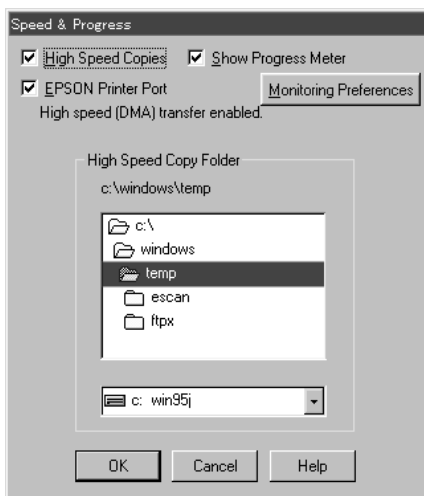 Speed & Progress
High Speed Copies Show Progress Meter
EPSON Printer Port Monitoring Preferences
High speed (DMA) transfer enabled.
High Speed Copy Folder
c:\windows\temp
c:\
windows
temp
escan
ftpx
c: win95j
OK Cancel Help